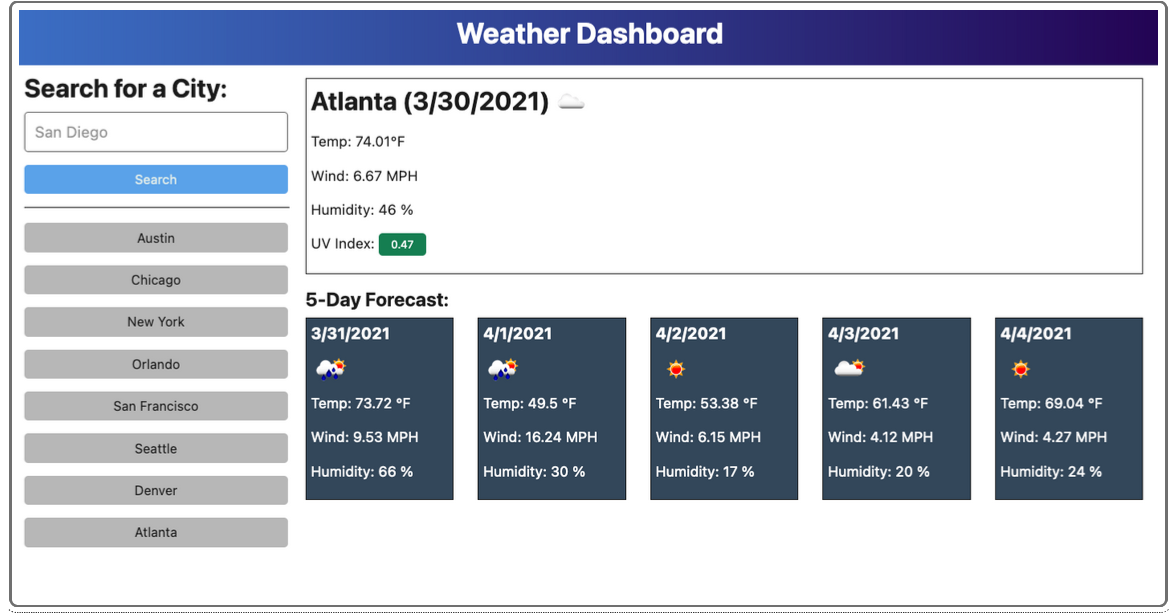 Weather Dashboard
Search for a City:
San Diego
Search
Austin
Chicago
New York
Orlando
San Francisco
Seattle
Denver
Atlanta
Atlanta (3/30/2021)
Temp: 74.01°F
Wind: 6.67 MPH
Humidity: 46 %
UV Index: 0.47
5-Day Forecast:
3/31/2021
Temp: 73.72 °F
Wind: 9.53 MPH
Humidity: 66 %
4/1/2021
Temp: 49.5 °F
Wind: 16.24 MPH
Humidity: 30 %
4/2/2021
Temp: 53.38 °F
Wind: 6.15 MPH
Humidity: 17 %
4/3/2021
Temp: 61.43 °F
Wind: 4.12 MPH
Humidity: 20 %
4/4/2021
Temp: 69.04 °F
Wind: 4.27 MPH
Humidity: 24 %